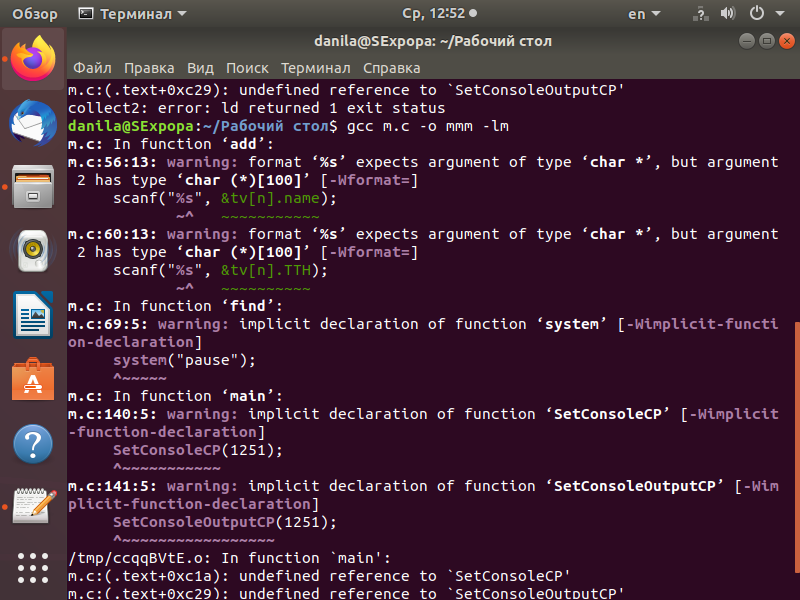 Обзор Терминал Ср, 12:52 en
danila@SExpopa: ~/Рабочий стол
Файл Правка Вид Поиск Терминал Справка
m.c:(.text+0xc29): undefined reference to `SetConsoleOutputCP'
collect2: error: ld returned 1 exit status
danila@SExpopa:~/Рабочий стол$ gcc m.c -o mmm -lm
m.c: In function ‘add’:
m.c:56:13: warning: format ‘%s’ expects argument of type ‘char *’, but argument
 2 has type ‘char (*)[100]’ [-Wformat=]
     scanf("%s", &tv[n].name);
            ~^   ~~~~~~~~~~~
m.c:60:13: warning: format ‘%s’ expects argument of type ‘char *’, but argument
 2 has type ‘char (*)[100]’ [-Wformat=]
     scanf("%s", &tv[n].TTH);
            ~^   ~~~~~~~~~~
m.c: In function ‘find’:
m.c:69:5: warning: implicit declaration of function ‘system’ [-Wimplicit-functi
on-declaration]
     system("pause");
     ^~~~~~
m.c: In function ‘main’:
m.c:140:5: warning: implicit declaration of function ‘SetConsoleCP’ [-Wimplicit
-function-declaration]
     SetConsoleCP(1251);
     ^~~~~~~~~~~~
m.c:141:5: warning: implicit declaration of function ‘SetConsoleOutputCP’ [-Wim
plicit-function-declaration]
     SetConsoleOutputCP(1251);
     ^~~~~~~~~~~~~~~~~~
/tmp/ccqqBVtE.o: In function `main':
m.c:(.text+0xc1a): undefined reference to `SetConsoleCP'
m.c:(.text+0xc29): undefined reference to `SetConsoleOutputCP'